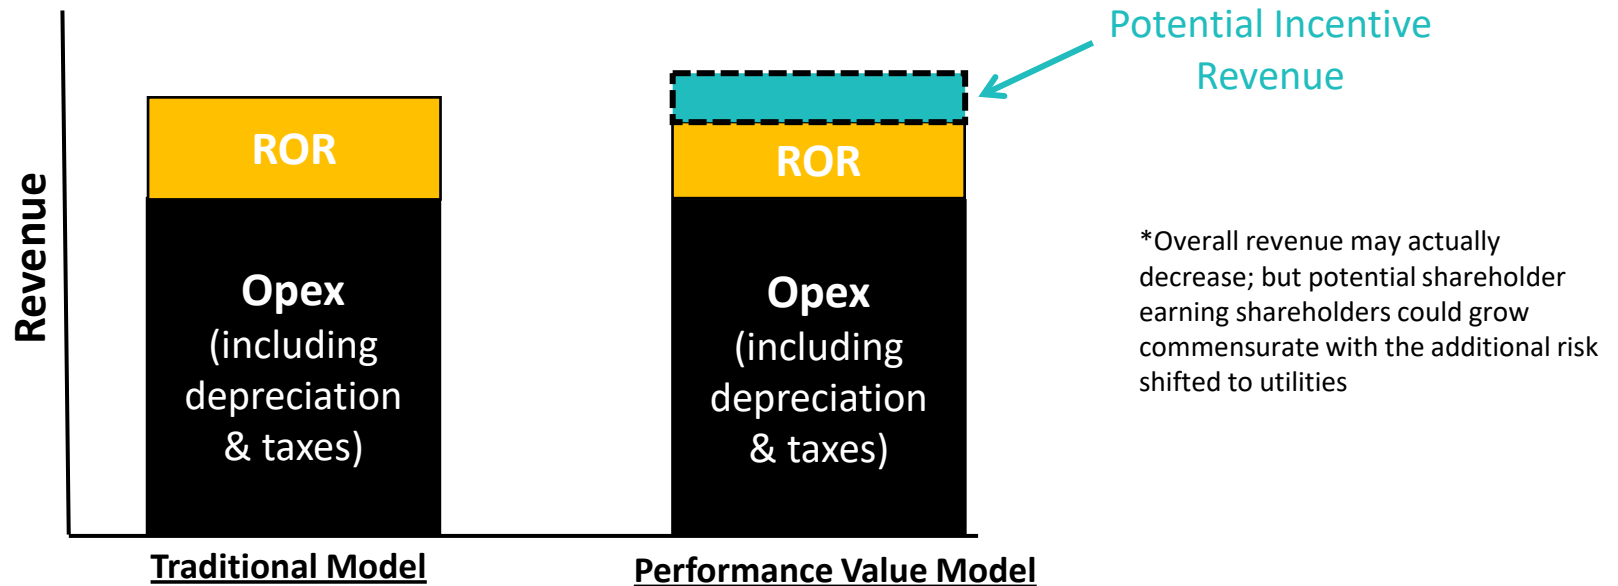 Potential Incentive
Revenue
Revenue
ROR
Opex
(including
depreciation
& taxes)
Traditional Model
ROR
Opex
(including
depreciation
& taxes)
Performance Value Model
*Overall revenue may actually
decrease; but potential shareholder
earning shareholders could grow
commensurate with the additional risk
shifted to utilities